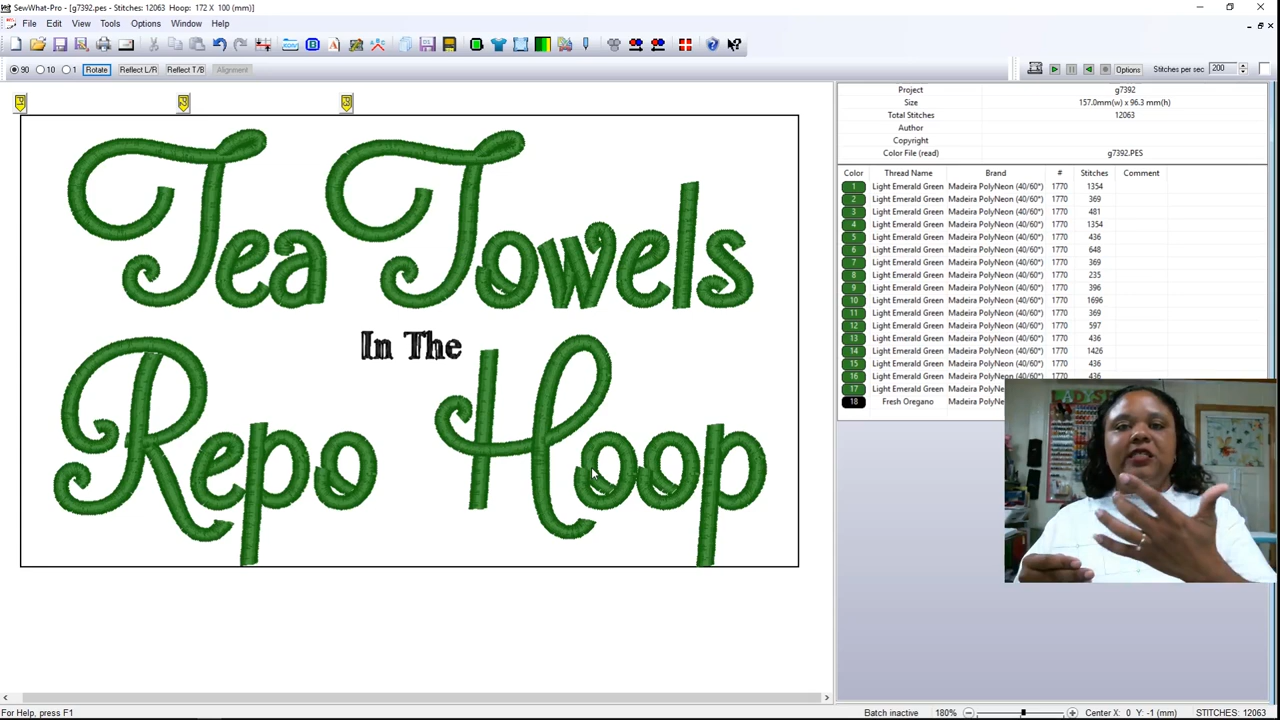 SewWhat-Pro - [g7392.pes - Stitches: 12063 Hoop: 172 X 100 (mm)]
File Edit View Tools Options Window Help
90 10 1 Rotate Reflect L/R Reflect T/B Alignment Options Stitches per sec 200
Project g7392
Size 157.0mm(w) x 96.3 mm(h)
Total Stitches 12063
Author
Copyright
Color File (read) g7392.PES
Color Thread Name Brand # Stitches Comment
1 Light Emerald Green Madeira PolyNeon (40/60*) 1770 1354
2 Light Emerald Green Madeira PolyNeon (40/60*) 1770 369
3 Light Emerald Green Madeira PolyNeon (40/60*) 1770 481
4 Light Emerald Green Madeira PolyNeon (40/60*) 1770 1354
5 Light Emerald Green Madeira PolyNeon (40/60*) 1770 436
6 Light Emerald Green Madeira PolyNeon (40/60*) 1770 648
7 Light Emerald Green Madeira PolyNeon (40/60*) 1770 369
8 Light Emerald Green Madeira PolyNeon (40/60*) 1770 235
9 Light Emerald Green Madeira PolyNeon (40/60*) 1770 396
10 Light Emerald Green Madeira PolyNeon (40/60*) 1770 1696
11 Light Emerald Green Madeira PolyNeon (40/60*) 1770 369
12 Light Emerald Green Madeira PolyNeon (40/60*) 1770 597
13 Light Emerald Green Madeira PolyNeon (40/60*) 1770 436
14 Light Emerald Green Madeira PolyNeon (40/60*) 1770 1426
15 Light Emerald Green Madeira PolyNeon (40/60*) 1770 436
16 Light Emerald Green Madeira PolyNeon (40/60*) 1770 436
17 Light Emerald Green Madeira PolyNe
18 Fresh Oregano Madeira PolyNe
Tea Towels
In The
Repo Hoop
For Help, press F1
Batch inactive 180% Center X: 0 Y: -1 (mm) STITCHES: 12063